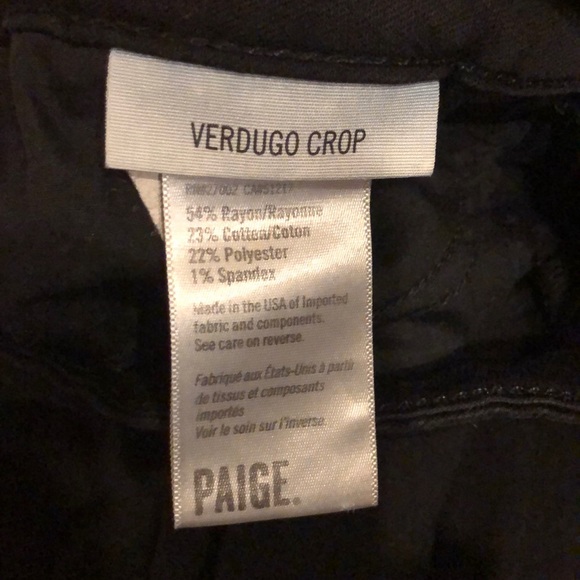 VERDUGO CROP
54% Rayon/Rayonne
23% Cotton/Coton
22% Polyester
1% Spandex
Made in the USA of Imported
fabric and components.
See care on reverse.
Fabriqué aux États-Unis à partir
de tissus et composants
importés
Voir le soin sur l'inverse.
PAIGE.